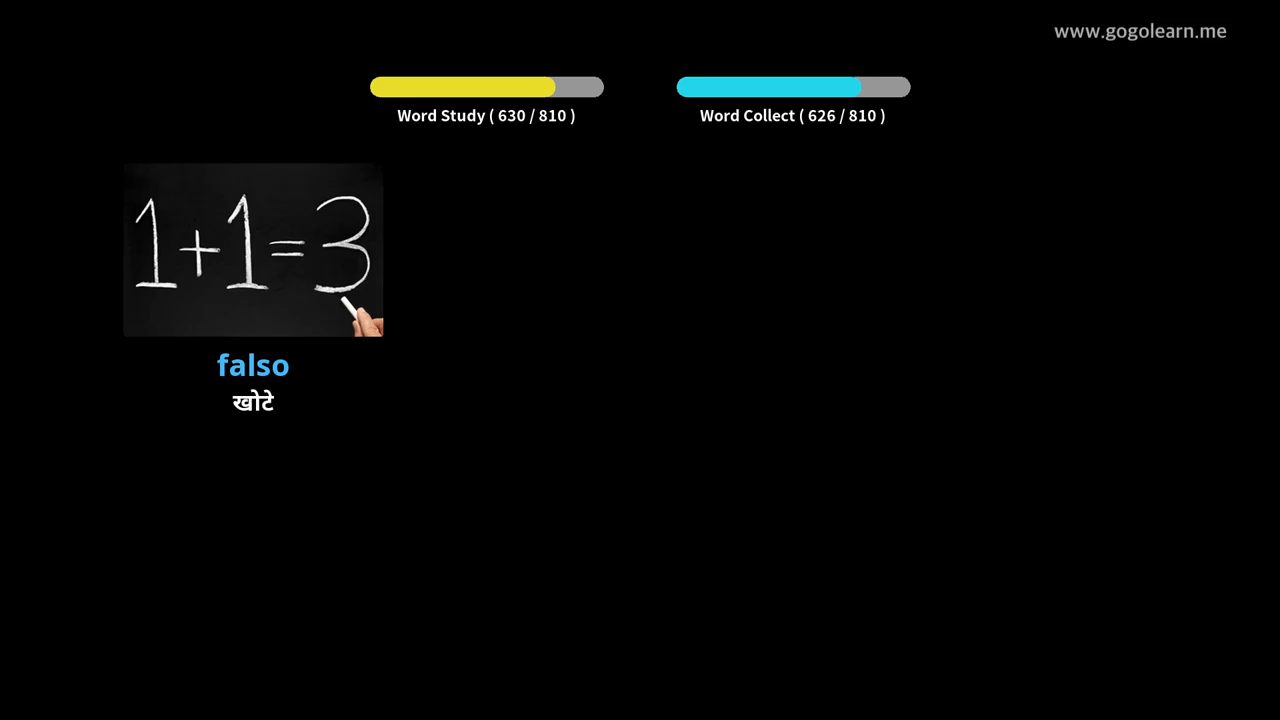 www.gogolearn.me
Word Study ( 630 / 810 )
Word Collect ( 626 / 810 )
1+1=3
falso
खोटे